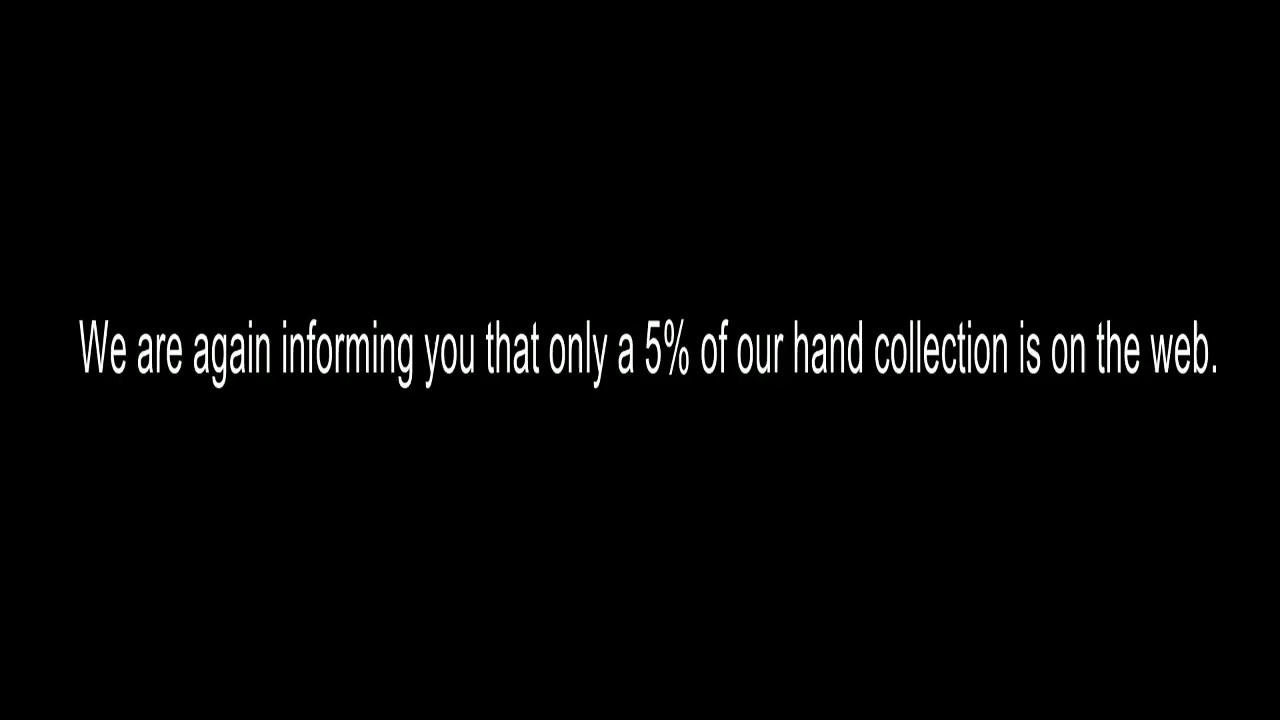 We are again informing you that only a 5% of our hand collection is on the web.